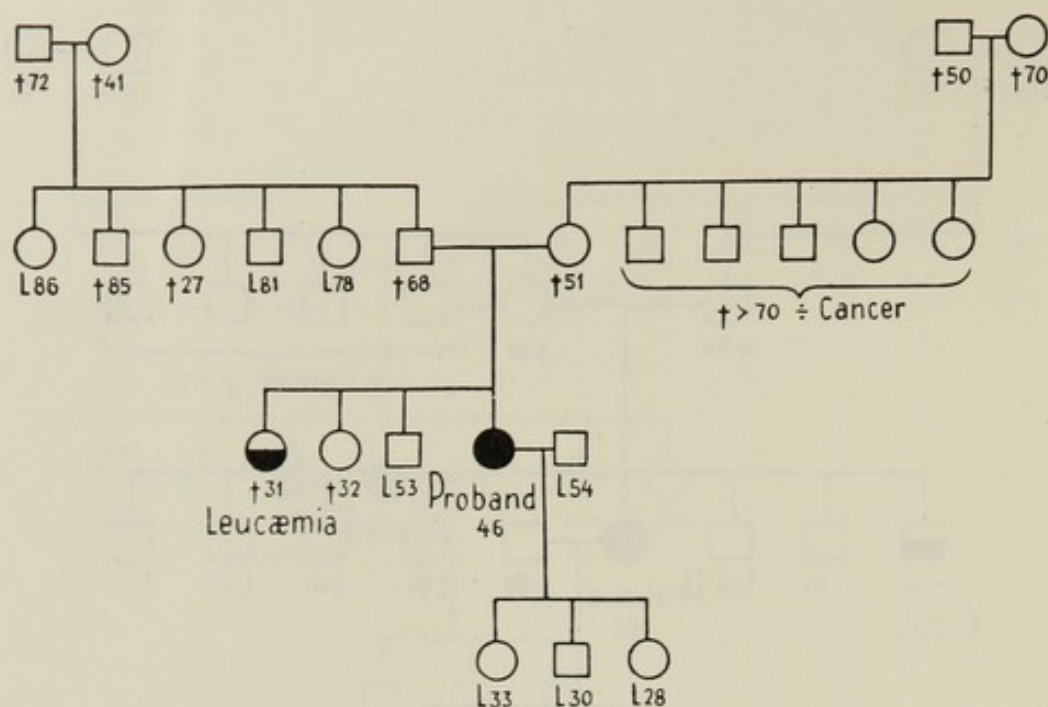 †72 †41 †50 †70
L86 †85 †27 L81 L78 †68 †51
†>70 ÷ Cancer
†31 †32 L53 Proband L54
Leucæmia 46
L33 L30 L28